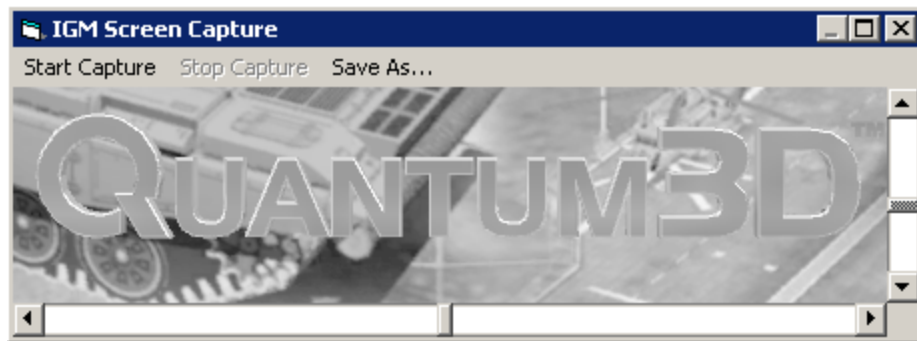 IGM Screen Capture
Start Capture Stop Capture Save As...
QUANTUM3D™